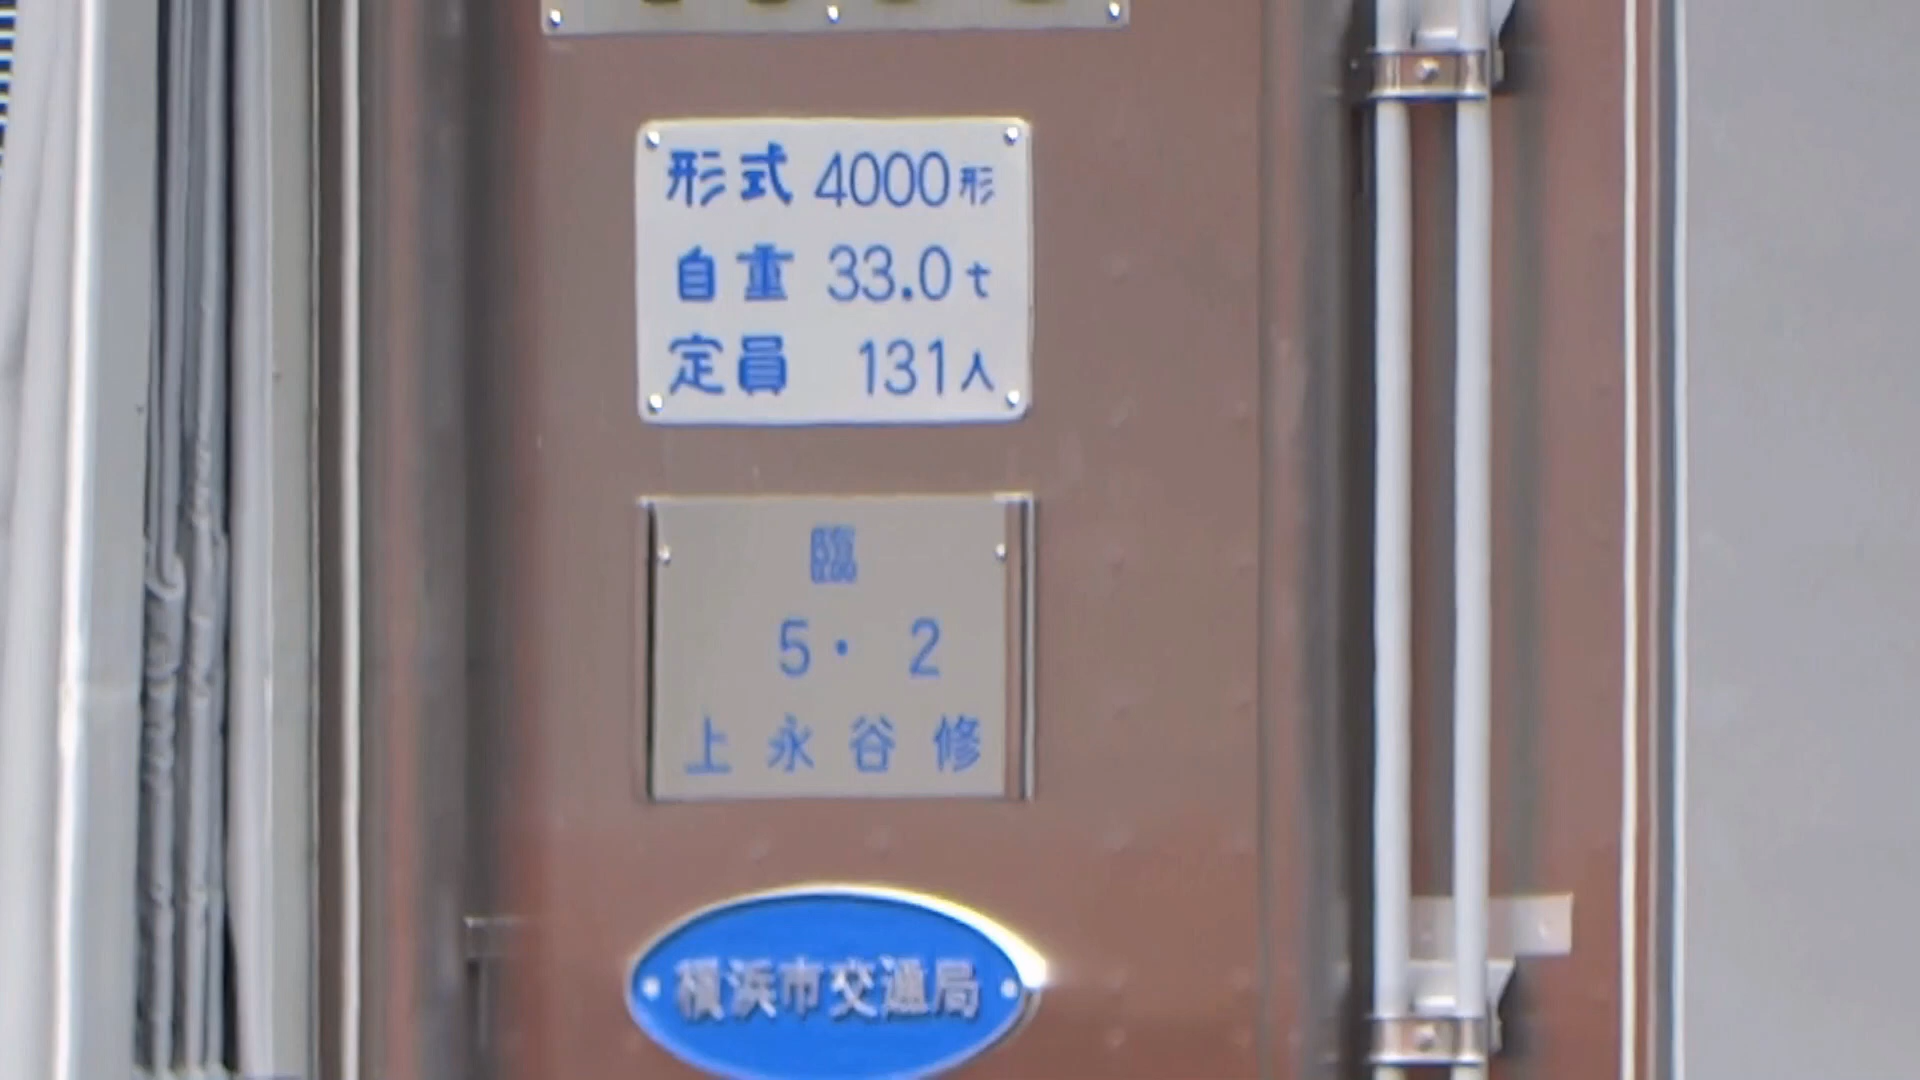 形式 4000形
自重 33.0t
定員 131人
臨
5・ 2
上永谷修
横浜市交通局